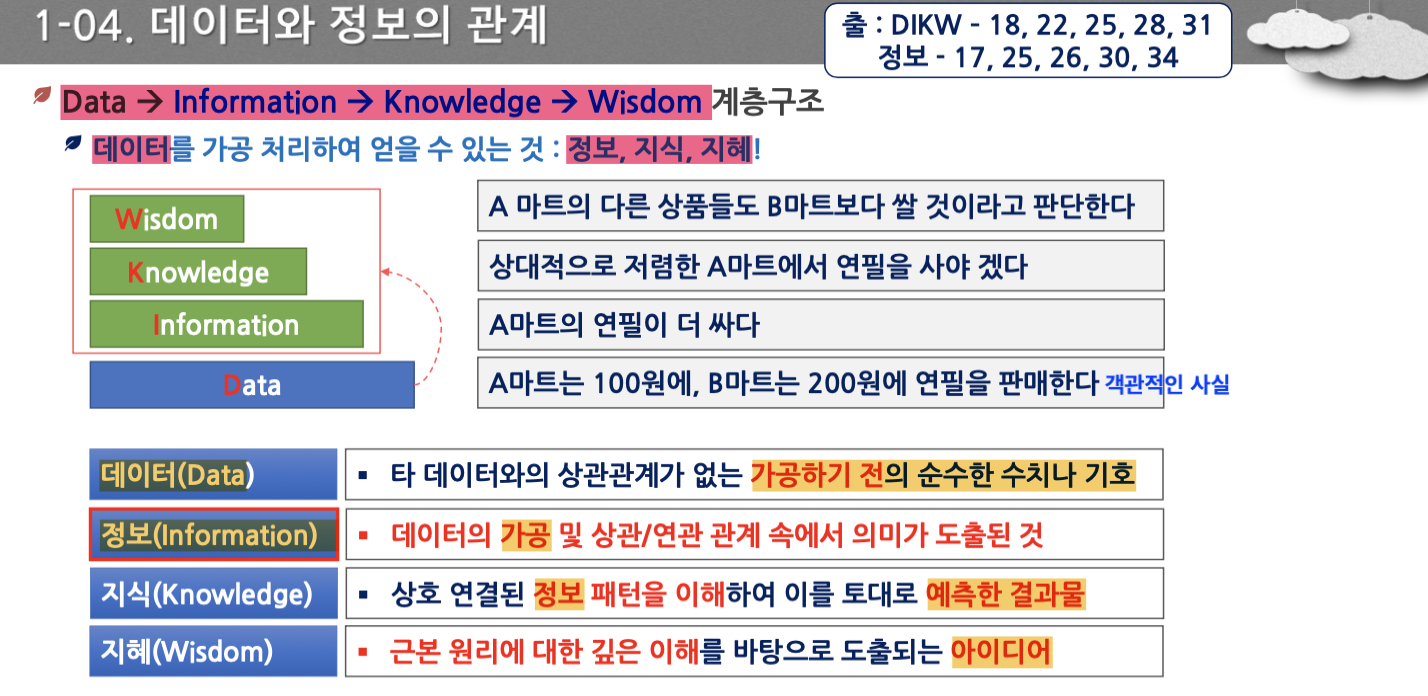 1-04. 데이터와 정보의 관계
출 : DIKW - 18, 22, 25, 28, 31
정보 - 17, 25, 26, 30, 34
Data → Information → Knowledge → Wisdom 계층구조
데이터를 가공 처리하여 얻을 수 있는 것 : 정보, 지식, 지혜!
Wisdom
A 마트의 다른 상품들도 B마트보다 쌀 것이라고 판단한다
Knowledge
상대적으로 저렴한 A마트에서 연필을 사야 겠다
Information
A마트의 연필이 더 싸다
Data
A마트는 100원에, B마트는 200원에 연필을 판매한다 객관적인 사실
데이터(Data)
▪ 타 데이터와의 상관관계가 없는 가공하기 전의 순수한 수치나 기호
정보(Information)
▪ 데이터의 가공 및 상관/연관 관계 속에서 의미가 도출된 것
지식(Knowledge)
▪ 상호 연결된 정보 패턴을 이해하여 이를 토대로 예측한 결과물
지혜(Wisdom)
▪ 근본 원리에 대한 깊은 이해를 바탕으로 도출되는 아이디어